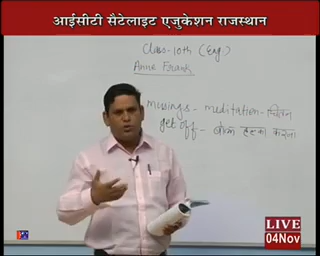 आईसीटी सैटेलाइट एजुकेशन राजस्थान
Class-10th (Eng)
Anne Frank
musings - meditation - चिंतन
get off - बोझ हल्का करना
LIVE
04Nov